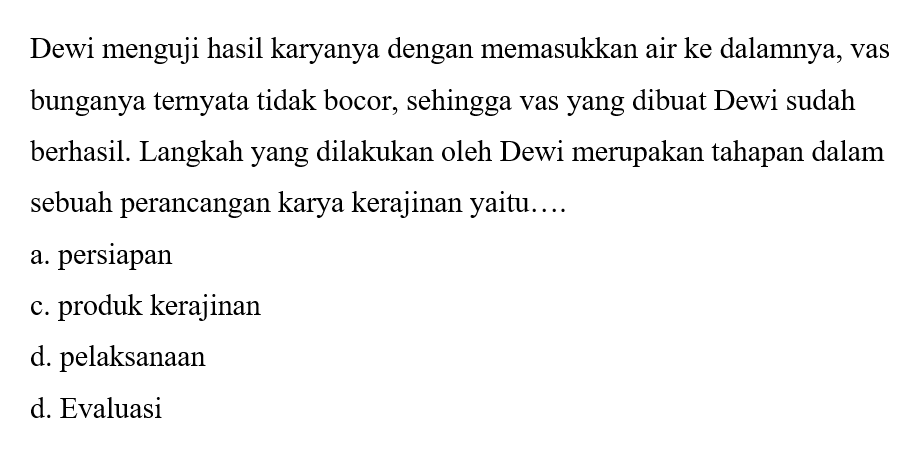 Dewi menguji hasil karyanya dengan memasukkan air ke dalamnya, vas
bunganya ternyata tidak bocor, sehingga vas yang dibuat Dewi sudah
berhasil. Langkah yang dilakukan oleh Dewi merupakan tahapan dalam
sebuah perancangan karya kerajinan yaitu….
a. persiapan
c. produk kerajinan
d. pelaksanaan
d. Evaluasi